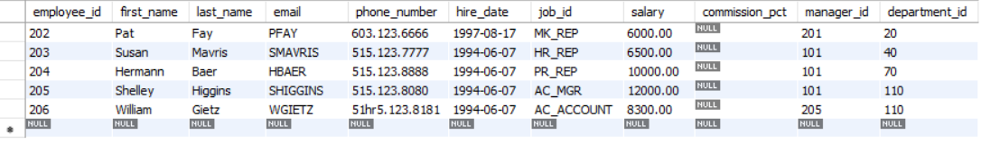 employee_id first_name last_name email phone_number hire_date job_id salary commission_pct manager_id department_id
202 Pat Fay PFAY 603.123.6666 1997-08-17 MK_REP 6000.00 NULL 201 20
203 Susan Mavris SMAVRIS 515.123.7777 1994-06-07 HR_REP 6500.00 NULL 101 40
204 Hermann Baer HBAER 515.123.8888 1994-06-07 PR_REP 10000.00 NULL 101 70
205 Shelley Higgins SHIGGINS 515.123.8080 1994-06-07 AC_MGR 12000.00 NULL 101 110
206 William Gietz WGIETZ 51hr5.123.8181 1994-06-07 AC_ACCOUNT 8300.00 NULL 205 110
NULL NULL NULL NULL NULL NULL NULL NULL NULL NULL NULL